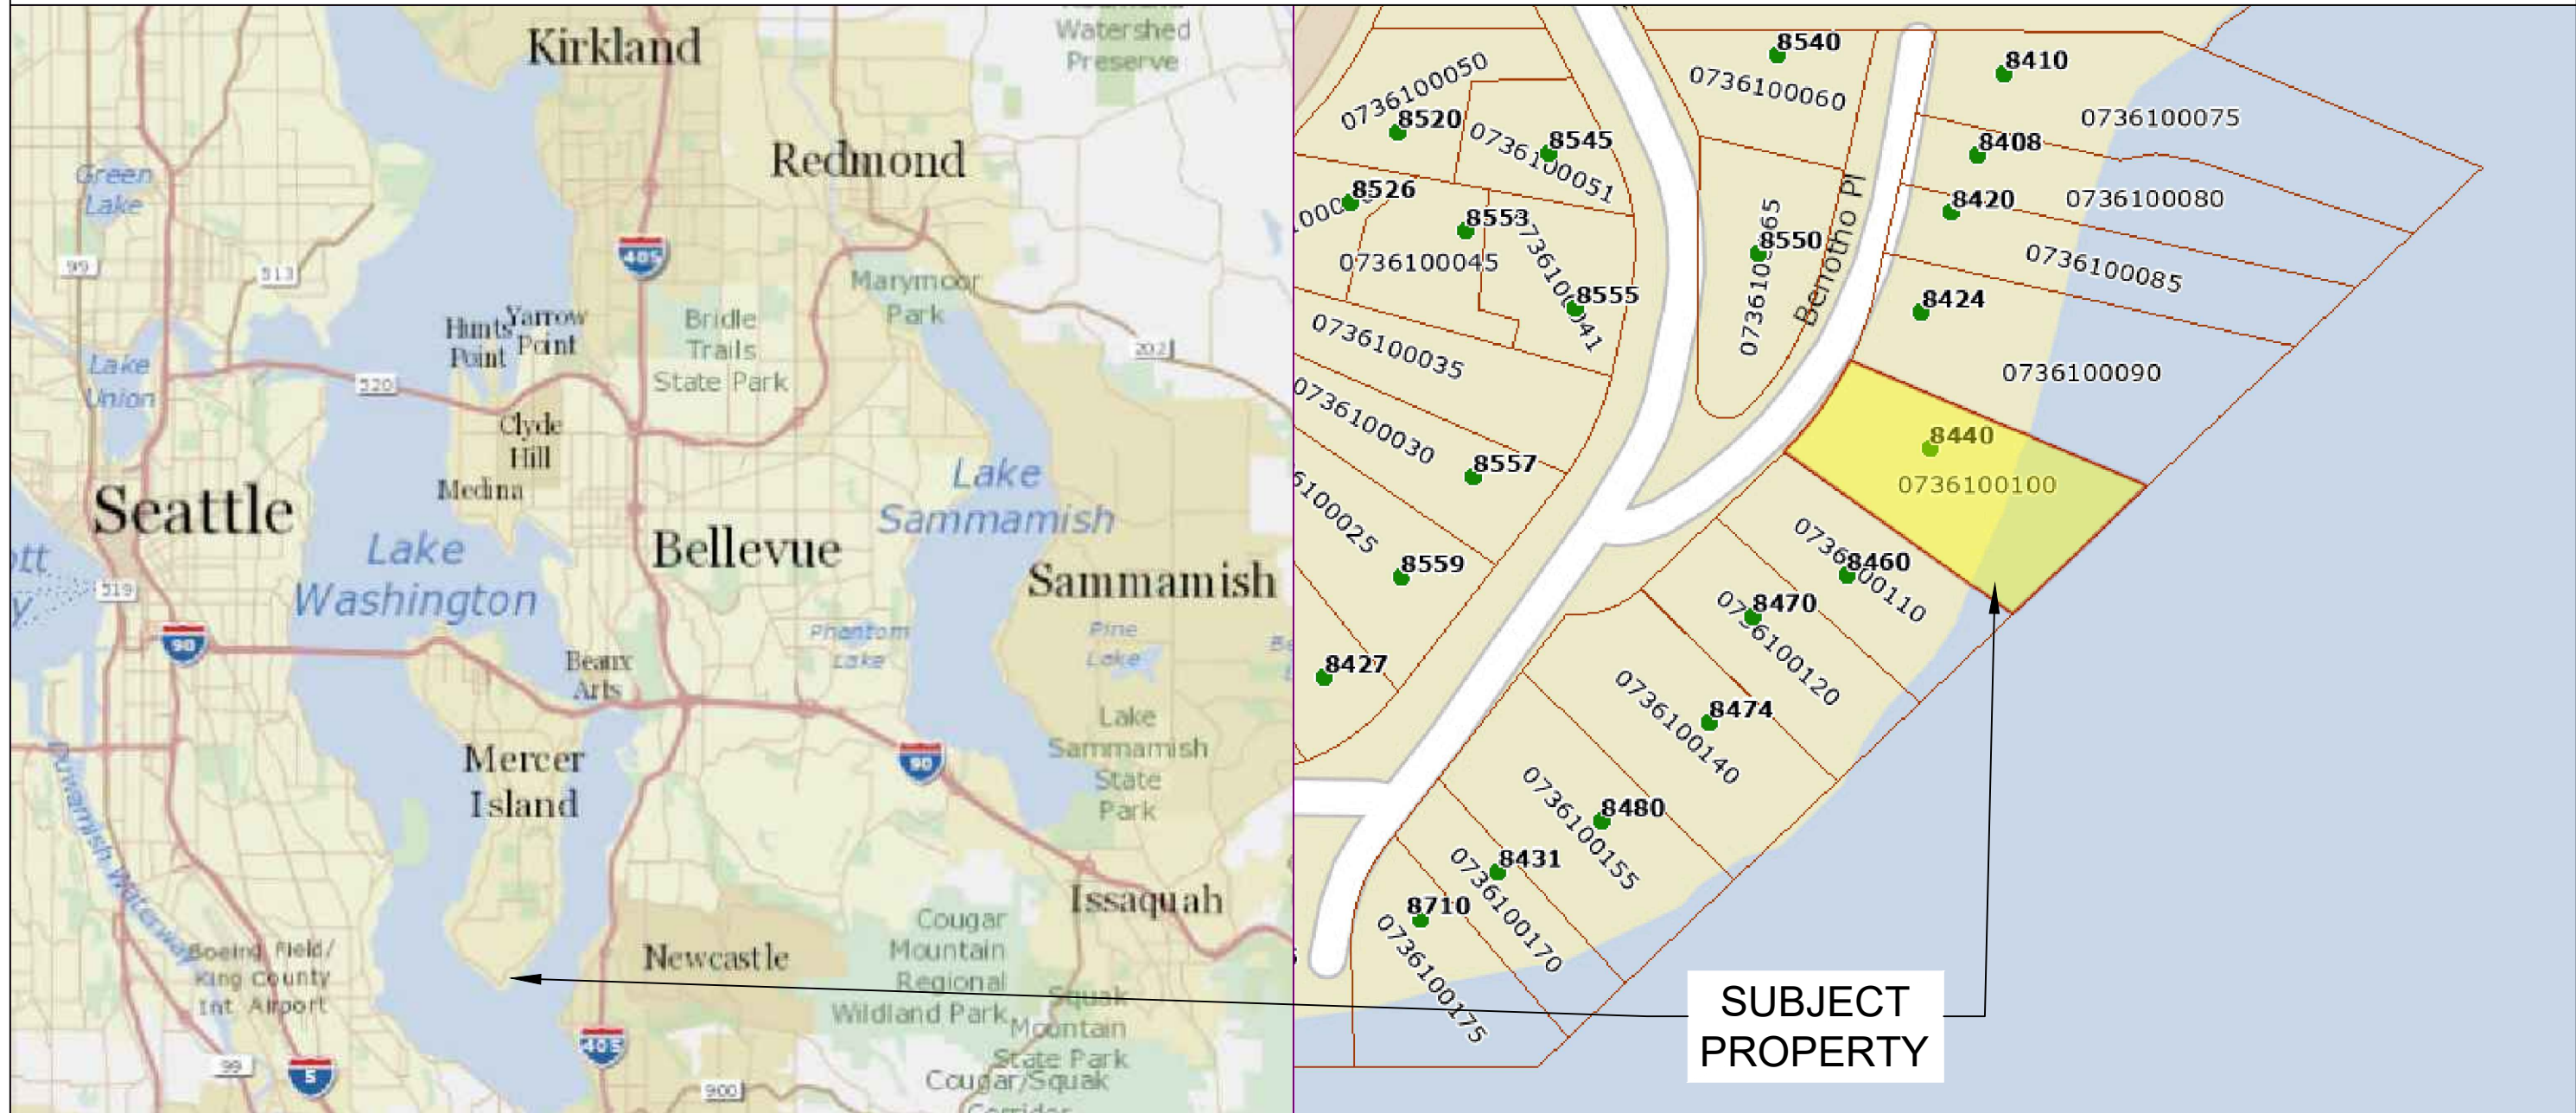 Kirkland
Watershed
Preserve
Redmond
Green
Lake
99
513
405
Marymoor
Park
Hunts
Point
Yarrow
Point
Bridle
Trails
State Park
202
Lake
Union
520
Clyde
Hill
Medina
Seattle
Lake
Washington
Bellevue
Lake
Sammamish
Sammamish
519
90
Phantom
Lake
Pine
Lake
Beaux
Arts
Mercer
Island
90
Lake
Sammamish
State
Park
Duwamish Waterway
Issaquah
Boeing Field/
King County
Int Airport
Newcastle
Cougar
Mountain
Regional
Wildland Park
Squak
Mountain
State Park
Cougar/Squak
Corridor
99
5
405
900
0736100050
8520
8545
0736100051
8540
0736100060
8410
0736100075
8408
0736100080
8420
0736100085
8526
8553
0736100045
8555
8550
Benotho Pl
8424
0736100090
0736100035
0736100030
8557
8440
0736100100
6100025
8559
8460
0736100110
8470
0736100120
8427
8474
0736100140
8480
0736100155
8431
0736100170
8710
0736100175
SUBJECT
PROPERTY